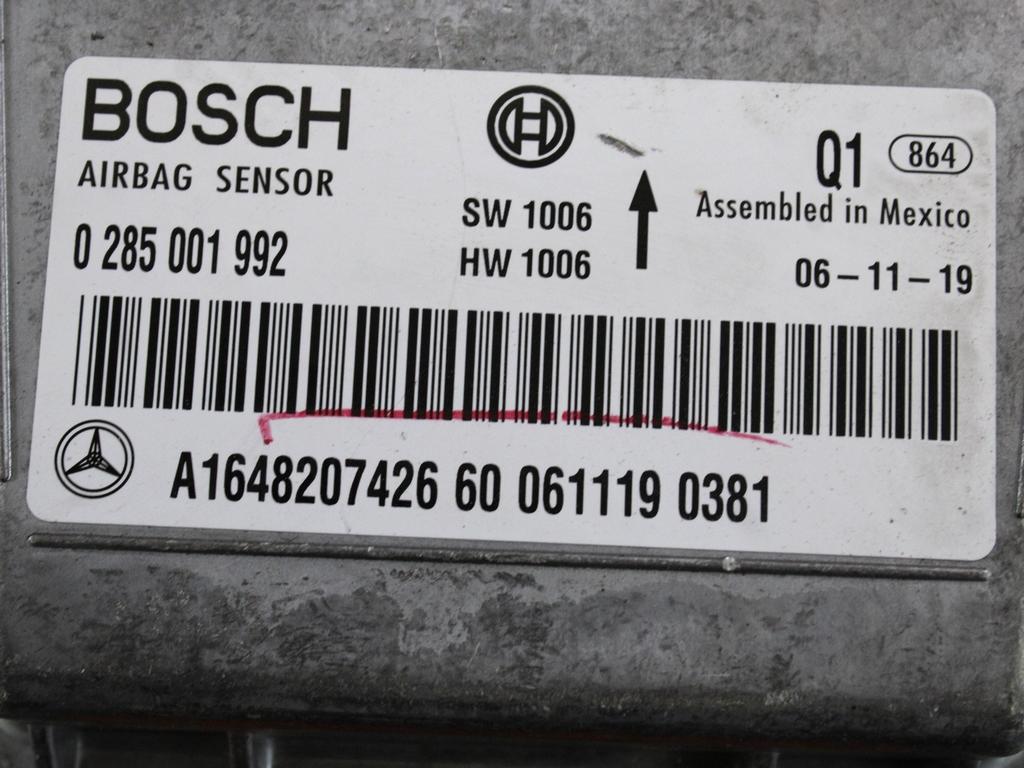 BOSCH
AIRBAG SENSOR
0 285 001 992
SW 1006
HW 1006
Q1 864
Assembled in Mexico
06-11-19
A1648207426 60 061119 0381